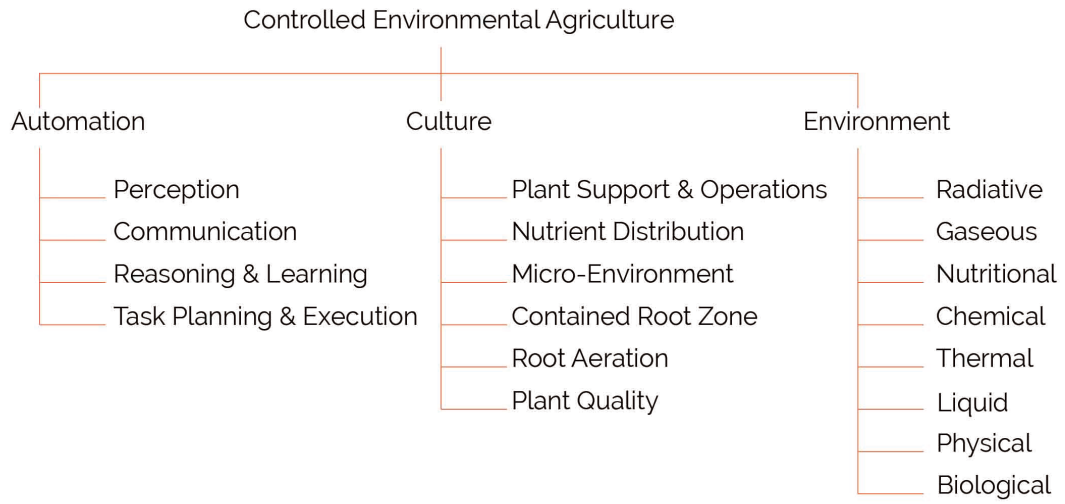 Controlled Environmental Agriculture
Automation
Perception
Communication
Reasoning & Learning
Task Planning & Execution
Culture
Plant Support & Operations
Nutrient Distribution
Micro-Environment
Contained Root Zone
Root Aeration
Plant Quality
Environment
Radiative
Gaseous
Nutritional
Chemical
Thermal
Liquid
Physical
Biological